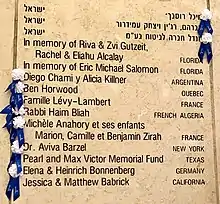 מיכל רוסנק, ישראל
ישראל
ישראל
In memory of Riva & Zvi Gutzeit,
Rachel & Eliahu Alcalay FLORIDA
In memory of Eric Michael Salomon FLORIDA
Diego Chami y Alicia Killner ARGENTINA
Ben Horwood QUEBEC
Famille Lévy-Lambert FRANCE
Rabbi Haim Bliah FRENCH ALGERIA
Michèle Anahory et ses enfants
Marion, Camille et Benjamin Zirah FRANCE
Dr. Aviva Barzel NEW YORK
Pearl and Max Victor Memorial Fund TEXAS
Elena & Heinrich Bonnenberg GERMANY
Jessica & Matthew Babrick CALIFORNIA